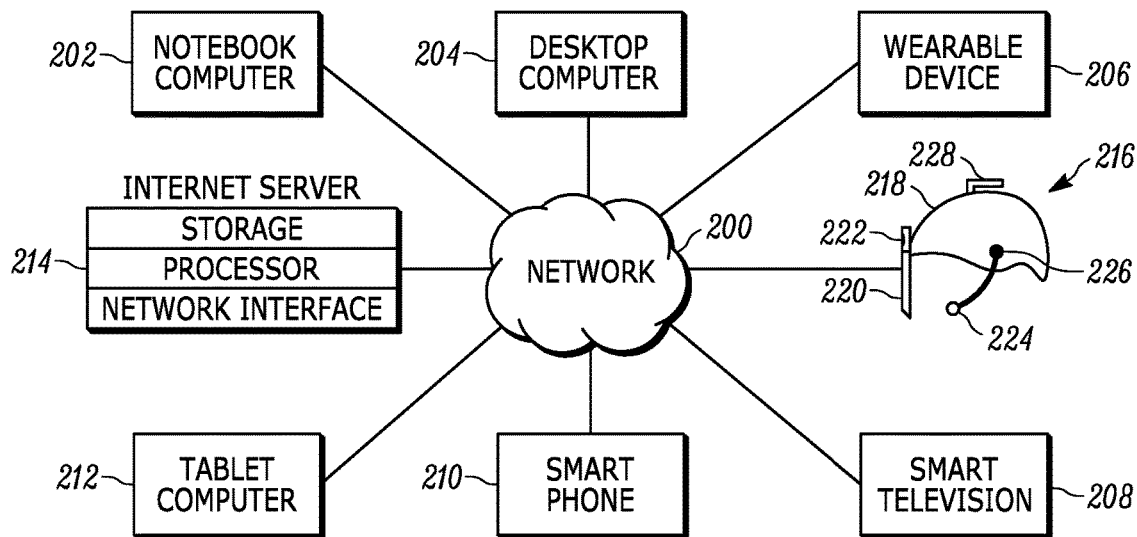 202
NOTEBOOK
COMPUTER
204
DESKTOP
COMPUTER
WEARABLE
DEVICE
206
INTERNET SERVER
214
STORAGE
PROCESSOR
NETWORK INTERFACE
NETWORK
200
228
216
218
222
220
226
224
212
TABLET
COMPUTER
210
SMART
PHONE
SMART
TELEVISION
208